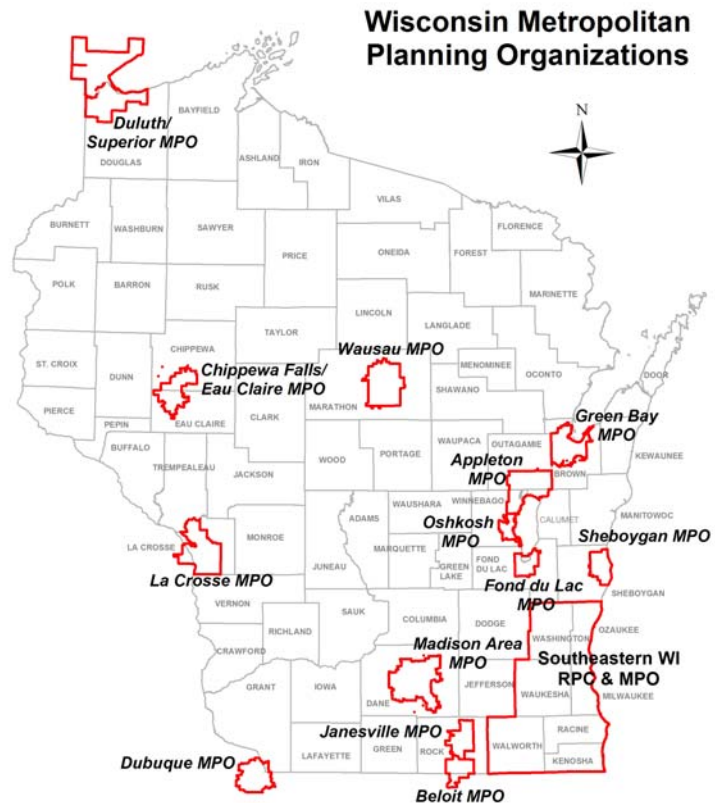 Wisconsin Metropolitan
Planning Organizations
N
Duluth/
Superior MPO
BAYFIELD
DOUGLAS
ASHLAND
IRON
VILAS
FLORENCE
BURNETT
WASHBURN
SAWYER
PRICE
ONEIDA
FOREST
MARINETTE
POLK
BARRON
RUSK
LINCOLN
LANGLADE
TAYLOR
CHIPPEWA
Wausau MPO
MENOMINEE
OCONTO
DOOR
ST. CROIX
DUNN
Chippewa Falls/
Eau Claire MPO
SHAWANO
MARATHON
PIERCE
PEPIN
EAU CLAIRE
CLARK
Green Bay
MPO
BUFFALO
WAUPACA
OUTAGAMIE
KEWAUNEE
TREMPEALEAU
JACKSON
WOOD
PORTAGE
Appleton
MPO
BROWN
WAUSHARA
WINNEBAGO
ADAMS
CALUMET
MANITOWOC
Oshkosh
MPO
LA CROSSE
MONROE
JUNEAU
MARQUETTE
GREEN
LAKE
FOND
DU LAC
Sheboygan MPO
La Crosse MPO
Fond du Lac
MPO
SHEBOYGAN
VERNON
SAUK
COLUMBIA
DODGE
RICHLAND
CRAWFORD
WASHINGTON
OZAUKEE
Madison Area
MPO
Southeastern WI
RPO & MPO
GRANT
IOWA
DANE
JEFFERSON
WAUKESHA
MILWAUKEE
Janesville MPO
LAFAYETTE
GREEN
ROCK
WALWORTH
RACINE
KENOSHA
Dubuque MPO
Beloit MPO